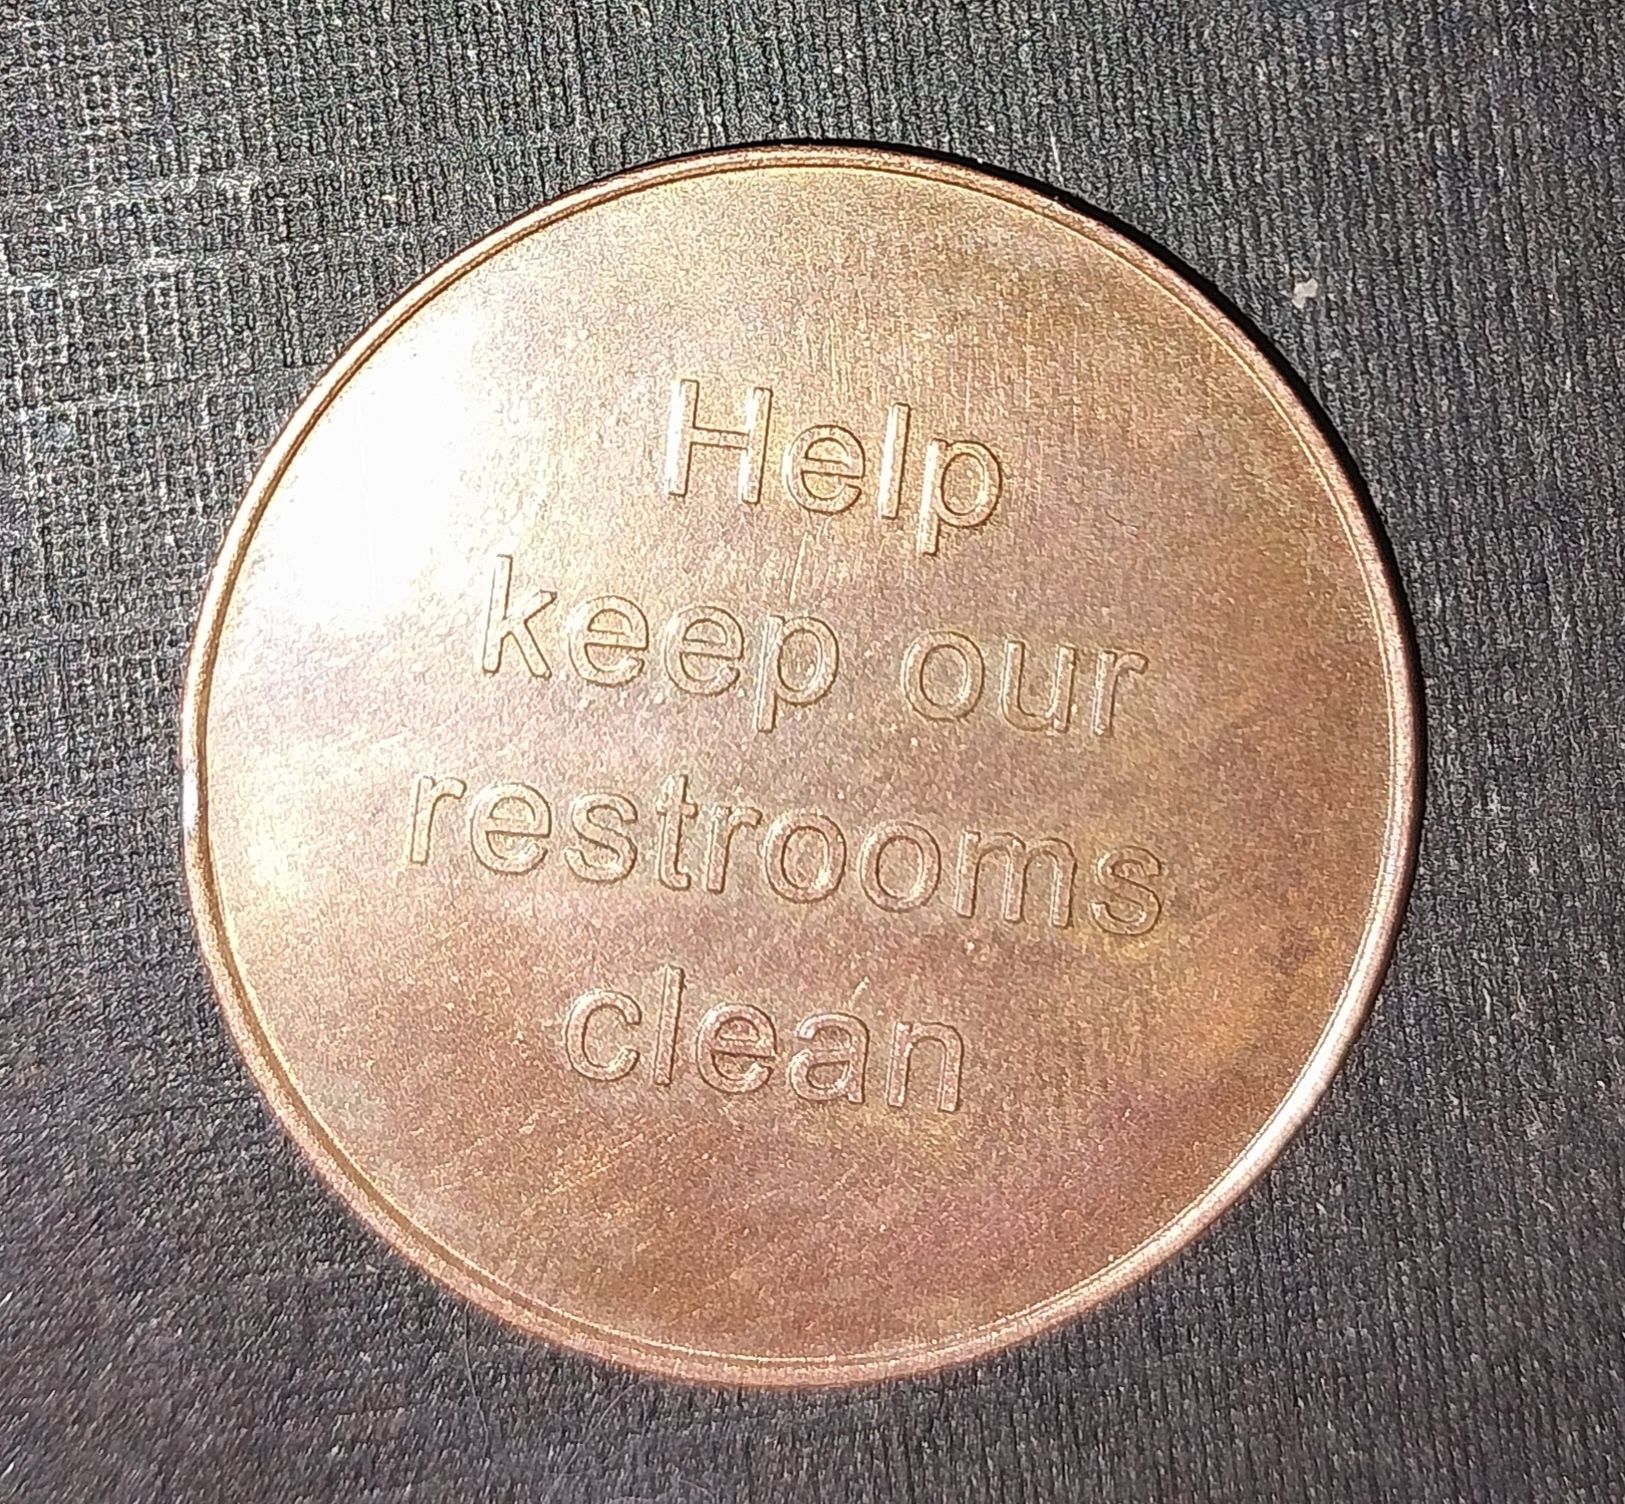 Help
keep our
restrooms
clean